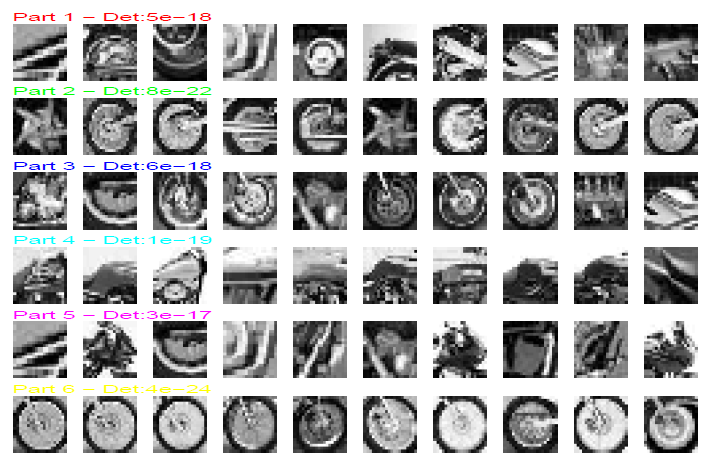 Part 1 – Det:5e−18
Part 2 – Det:8e−22
Part 3 – Det:6e−18
Part 4 – Det:1e−19
Part 5 – Det:3e−17
Part 6 – Det:4e−24